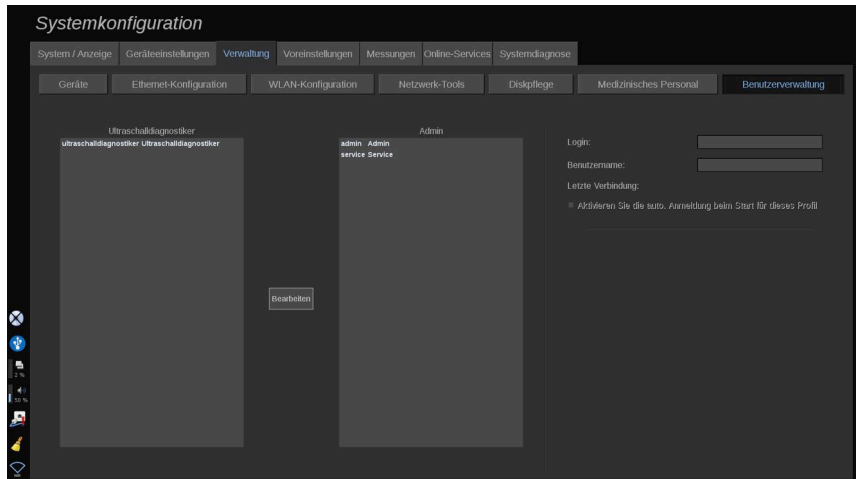 Systemkonfiguration
System / Anzeige Geräteeinstellungen Verwaltung Voreinstellungen Messungen Online-Services Systemdiagnose
Geräte Ethernet-Konfiguration WLAN-Konfiguration Netzwerk-Tools Diskpflege Medizinisches Personal Benutzerverwaltung
Ultraschalldiagnostiker
ultraschalldiagnostiker Ultraschalldiagnostiker
Bearbeiten
Admin
admin Admin
service Service
Login:
Benutzername:
Letzte Verbindung:
Aktivieren Sie die auto. Anmeldung beim Start für dieses Profil
2 %
50 %